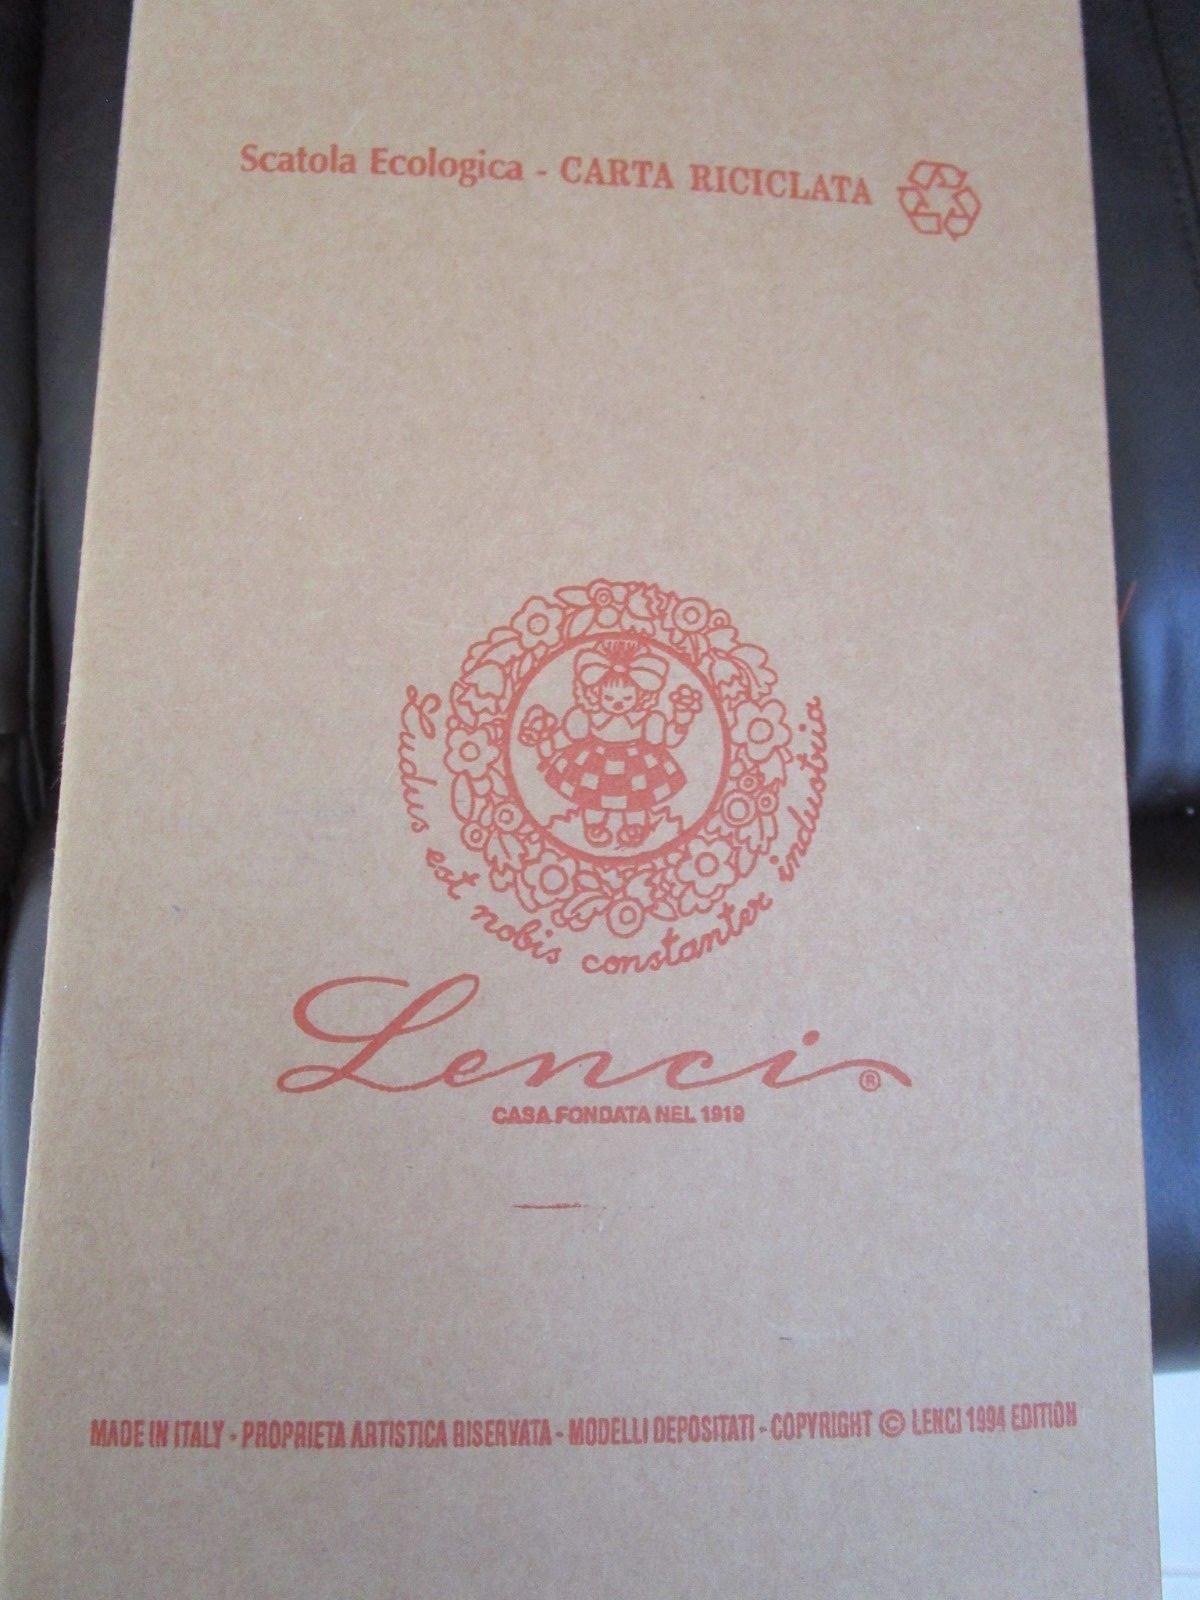 Scatola Ecologica - CARTA RICICLATA
Ludus est nobis constanter industria
Lenci ®
CASA FONDATA NEL 1919
MADE IN ITALY - PROPRIETA ARTISTICA RISERVATA - MODELLI DEPOSITATI - COPYRIGHT © LENCI 1994 EDITION